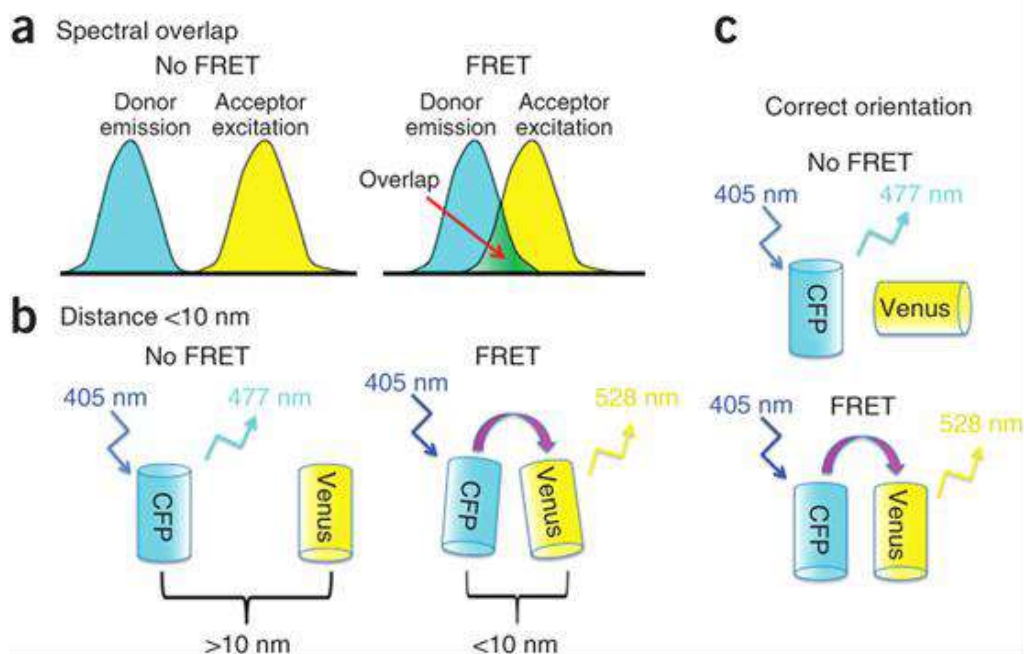 a Spectral overlap
No FRET
Donor
emission
Acceptor
excitation
FRET
Donor
emission
Acceptor
excitation
Overlap
b Distance <10 nm
No FRET
405 nm
477 nm
CFP
Venus
>10 nm
FRET
405 nm
528 nm
CFP
Venus
<10 nm
c
Correct orientation
No FRET
405 nm
477 nm
CFP
Venus
405 nm
FRET
528 nm
CFP
Venus